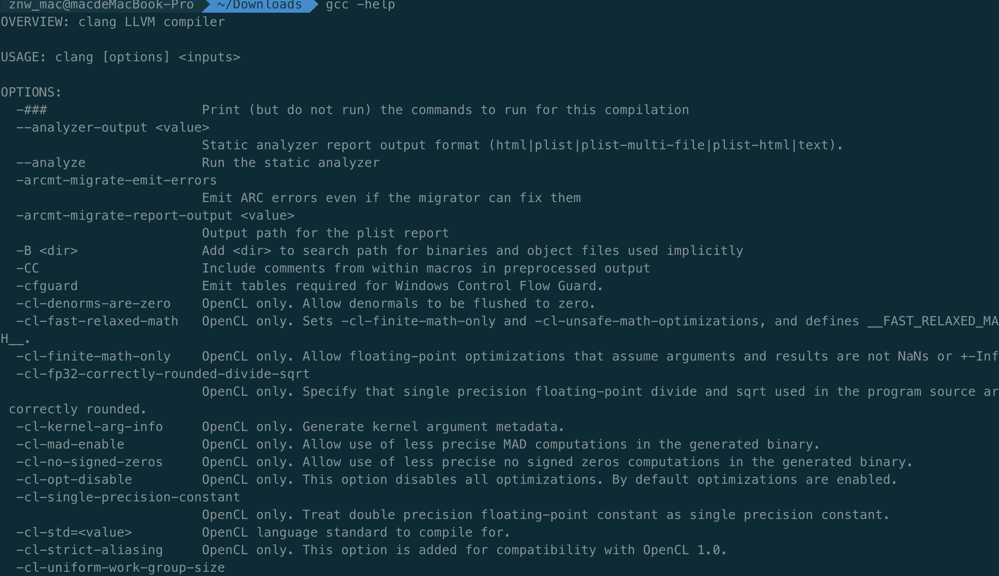 znw_mac@macdeMacBook-Pro ~/Downloads gcc -help
OVERVIEW: clang LLVM compiler
USAGE: clang [options] <inputs>
OPTIONS:
-### Print (but do not run) the commands to run for this compilation
--analyzer-output <value>
Static analyzer report output format (html|plist|plist-multi-file|plist-html|text).
--analyze Run the static analyzer
-arcmt-migrate-emit-errors
Emit ARC errors even if the migrator can fix them
-arcmt-migrate-report-output <value>
Output path for the plist report
-B <dir> Add <dir> to search path for binaries and object files used implicitly
-CC Include comments from within macros in preprocessed output
-cfguard Emit tables required for Windows Control Flow Guard.
-cl-denorms-are-zero OpenCL only. Allow denormals to be flushed to zero.
-cl-fast-relaxed-math OpenCL only. Sets -cl-finite-math-only and -cl-unsafe-math-optimizations, and defines __FAST_RELAXED_MA
H__.
-cl-finite-math-only OpenCL only. Allow floating-point optimizations that assume arguments and results are not NaNs or +-Inf
-cl-fp32-correctly-rounded-divide-sqrt
OpenCL only. Specify that single precision floating-point divide and sqrt used in the program source ar
correctly rounded.
-cl-kernel-arg-info OpenCL only. Generate kernel argument metadata.
-cl-mad-enable OpenCL only. Allow use of less precise MAD computations in the generated binary.
-cl-no-signed-zeros OpenCL only. Allow use of less precise no signed zeros computations in the generated binary.
-cl-opt-disable OpenCL only. This option disables all optimizations. By default optimizations are enabled.
-cl-single-precision-constant
OpenCL only. Treat double precision floating-point constant as single precision constant.
-cl-std=<value> OpenCL language standard to compile for.
-cl-strict-aliasing OpenCL only. This option is added for compatibility with OpenCL 1.0.
-cl-uniform-work-group-size